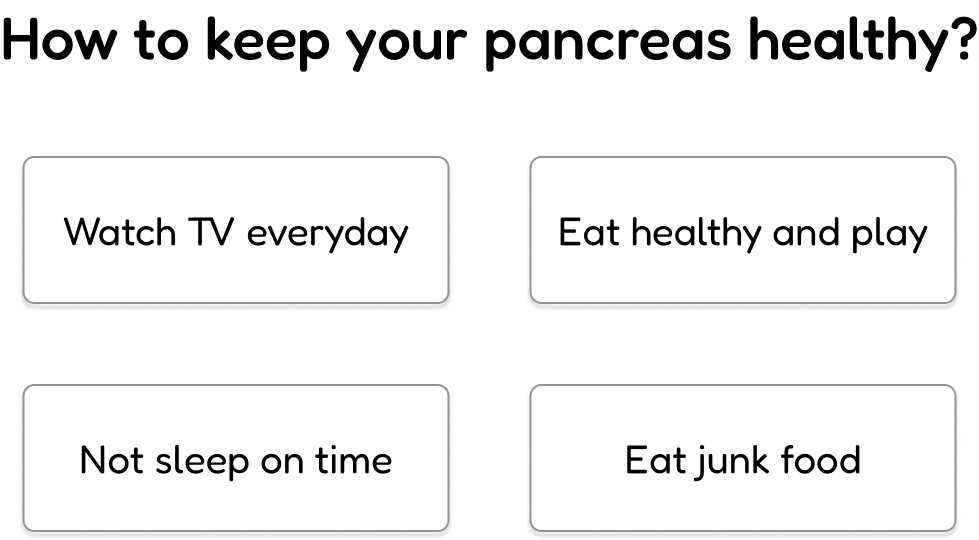 How to keep your pancreas healthy?
Watch TV everyday
Eat healthy and play
Not sleep on time
Eat junk food